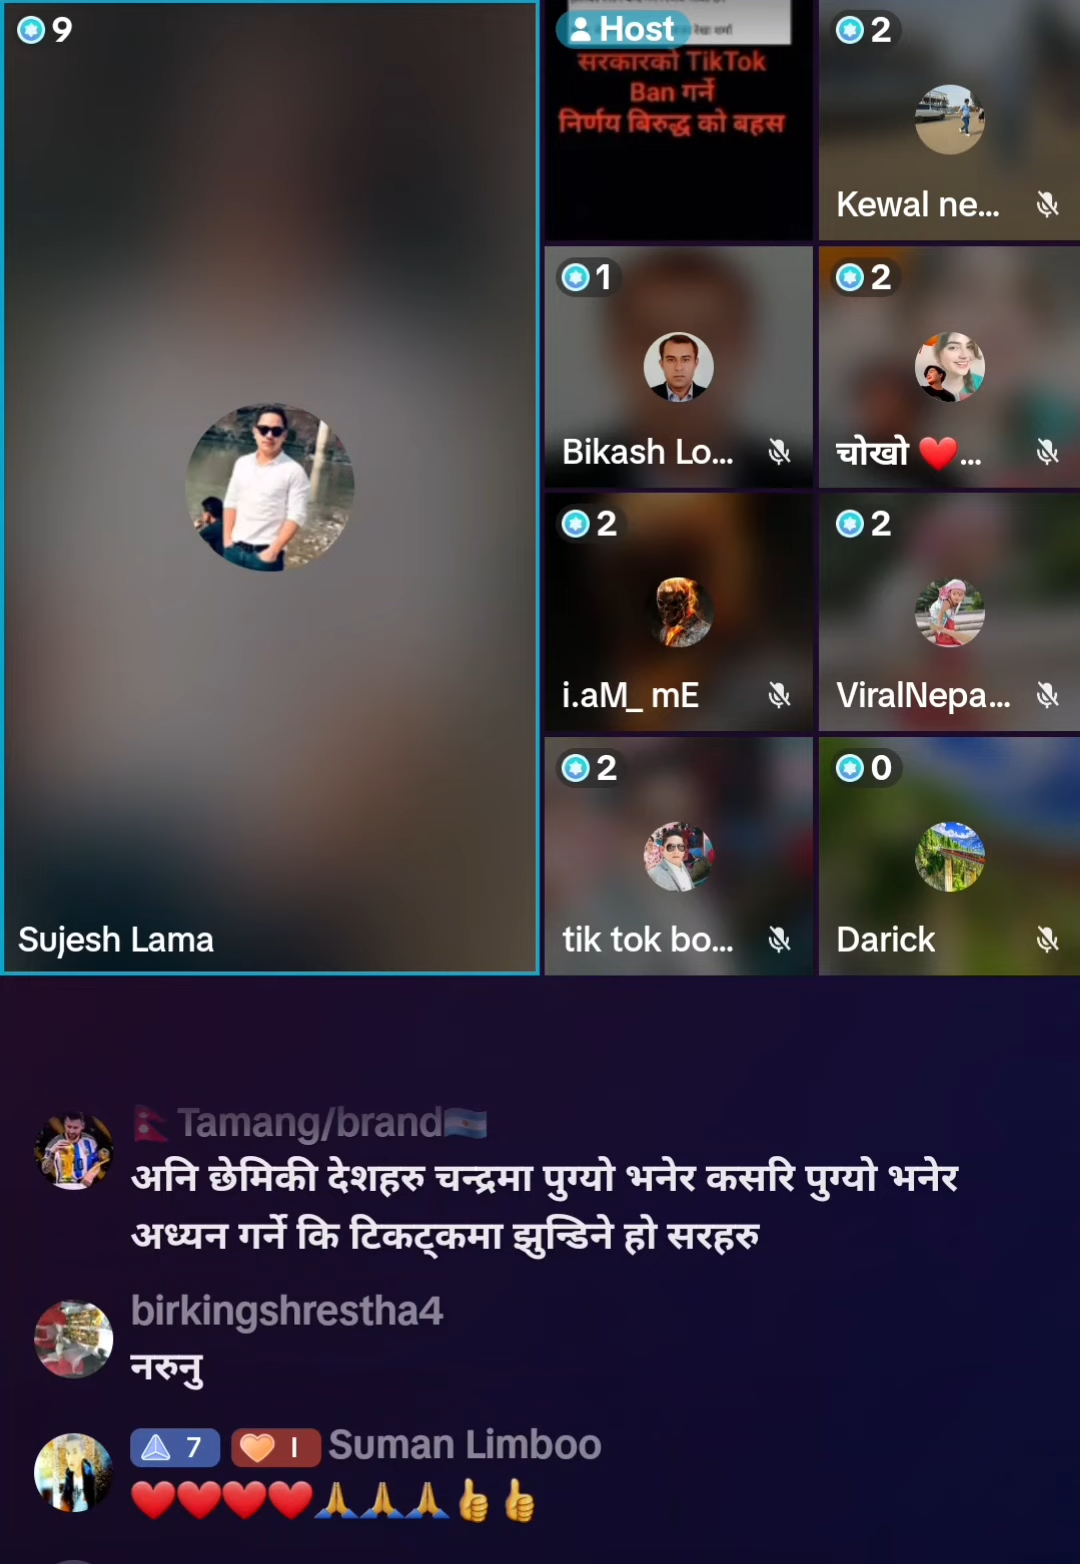 9
Host
रेखा शर्मा
सरकारको TikTok
Ban गर्ने
निर्णय बिरुद्ध को बहस
2
Kewal ne...
1
Bikash Lo...
2
चोखो ❤️...
2
i.aM_ mE
2
ViralNepa...
2
tik tok bo...
0
Darick
Sujesh Lama
🇳🇵 Tamang/brand🇦🇷
अनि छेमिकी देशहरु चन्द्रमा पुग्यो भनेर कसरि पुग्यो भनेर
अध्यन गर्ने कि टिकट्कमा झुन्डिने हो सरहरु
birkingshrestha4
नरुनु
7 I Suman Limboo
❤️❤️❤️❤️🙏🙏🙏👍👍